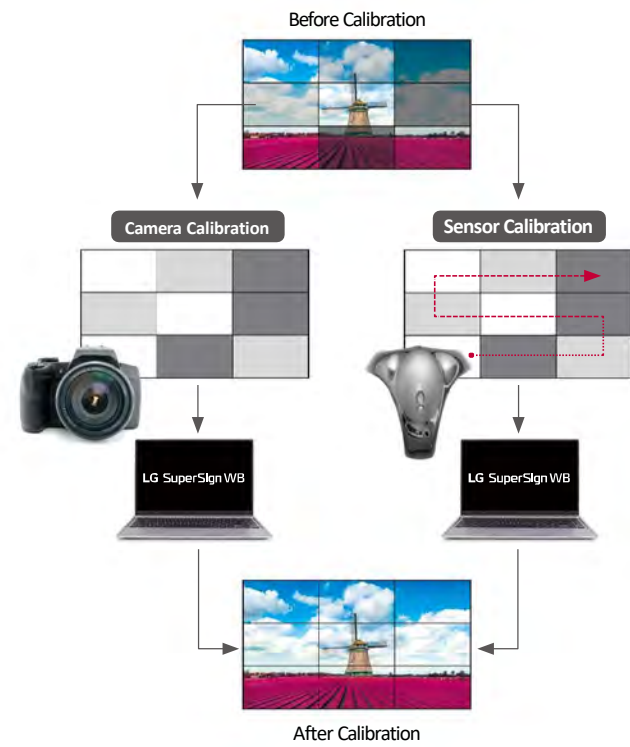 Before Calibration
Camera Calibration
Sensor Calibration
LG SuperSign WB
LG SuperSign WB
After Calibration